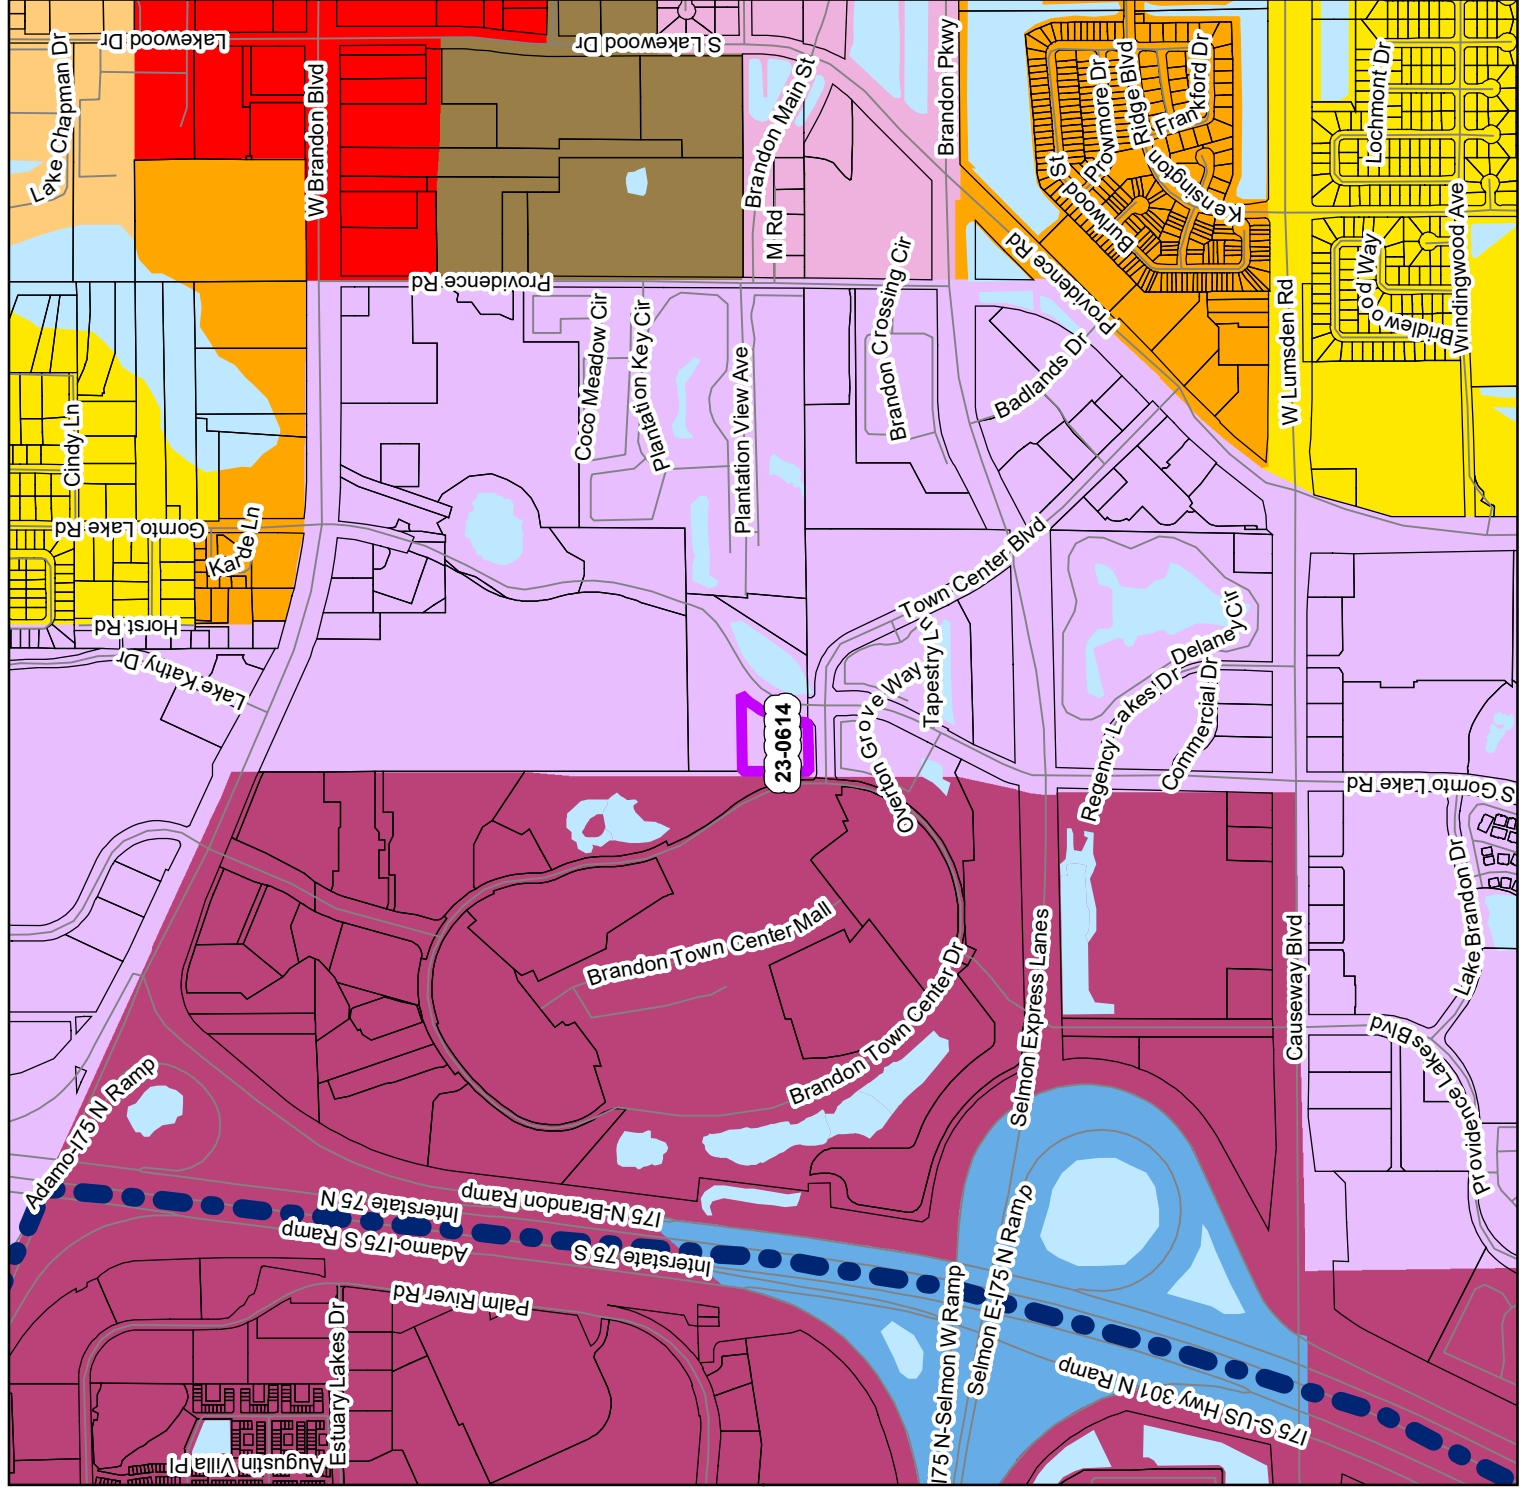 Lakewood Dr
S Lakewood Dr
Lake Chapman Dr
W Brandon Blvd
Brandon Main St
Brandon Pkwy
Prowmore Dr
Ridge Blvd
Kensington
Frankford Dr
Lochmont Dr
Burlwood St
M Rd
Providence Rd
Providence Rd
Brandon Crossing Cir
Bridlewood Way
Windingwood Ave
W Lumsden Rd
Coco Meadow Cir
Plantation Key Cir
Plantation View Ave
Badlands Dr
Cindy Ln
Gornto Lake Rd
Karde Ln
Horst Rd
Lake Kathy Dr
Town Center Blvd
Tapestry Ln
Overton Grove Way
Delaney Cir
Regency Lakes Dr
Commercial Dr
23-0614
S Gornto Lake Rd
Brandon Town Center Mall
Brandon Town Center Dr
Selmon Express Lanes
Causeway Blvd
Lake Brandon Dr
Providence Lakes Blvd
Adamo-I75 N Ramp
Interstate 75 N
I75 N-Brandon Ramp
Adamo-I75 S Ramp
Interstate 75 S
Palm River Rd
Estuary Lakes Dr
Augustin Villa Pl
I75 N-Selmon W Ramp
Selmon E-I75 N Ramp
I75 S-US Hwy 301 N Ramp